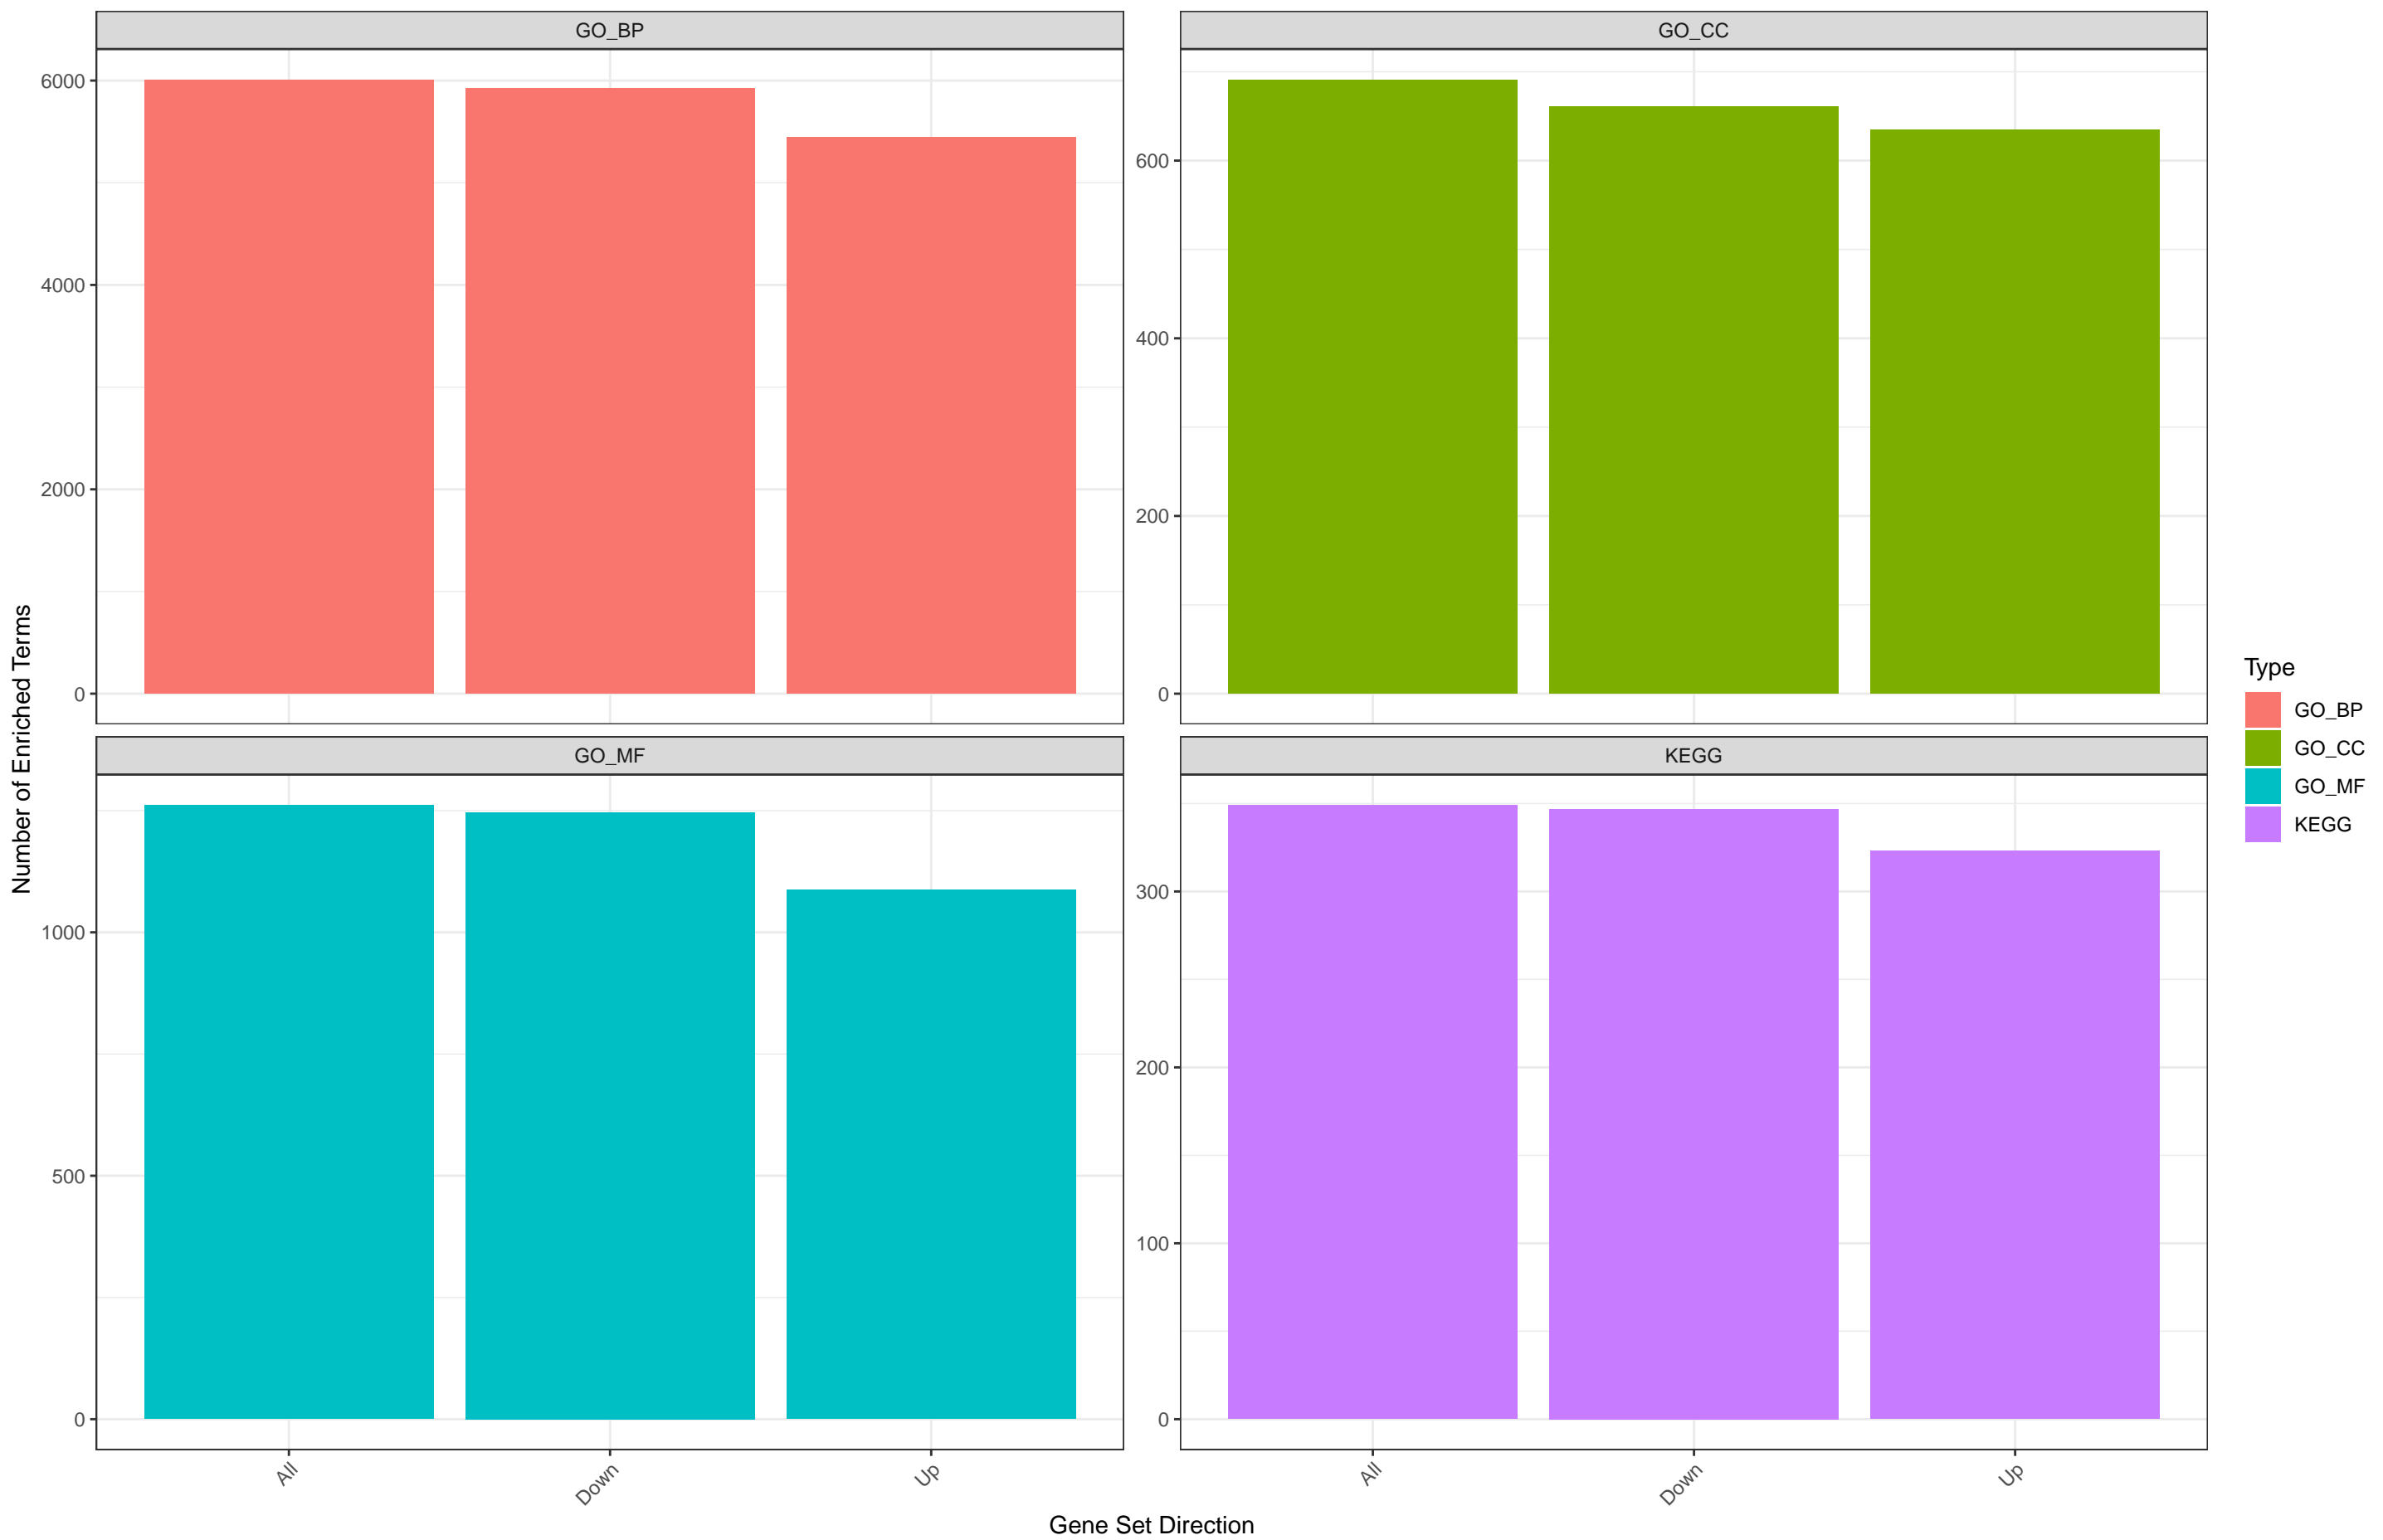 GO_BP
GO_CC
6000
4000
2000
0
600
400
200
0
GO_MF
KEGG
1000
500
0
300
200
100
0
All
Down
Up
All
Down
Up
Number of Enriched Terms
Gene Set Direction
Type
GO_BP
GO_CC
GO_MF
KEGG